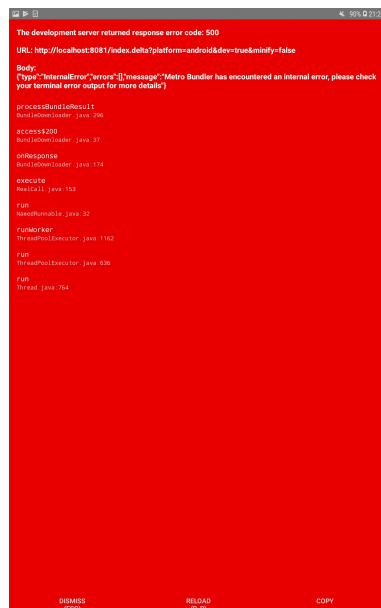 90% 21:2
The development server returned response error code: 500
URL: http://localhost:8081/index.delta?platform=android&dev=true&minify=false
Body:
{"type":"InternalError","errors":[],"message":"Metro Bundler has encountered an internal error, please check
your terminal error output for more details"}
processBundleResult
BundleDownloader.java:296
access$200
BundleDownloader.java:37
onResponse
BundleDownloader.java:174
execute
RealCall.java:153
run
NamedRunnable.java:32
runWorker
ThreadPoolExecutor.java:1162
run
ThreadPoolExecutor.java:636
run
Thread.java:764
DISMISS RELOAD COPY
(ESC) (R, R)